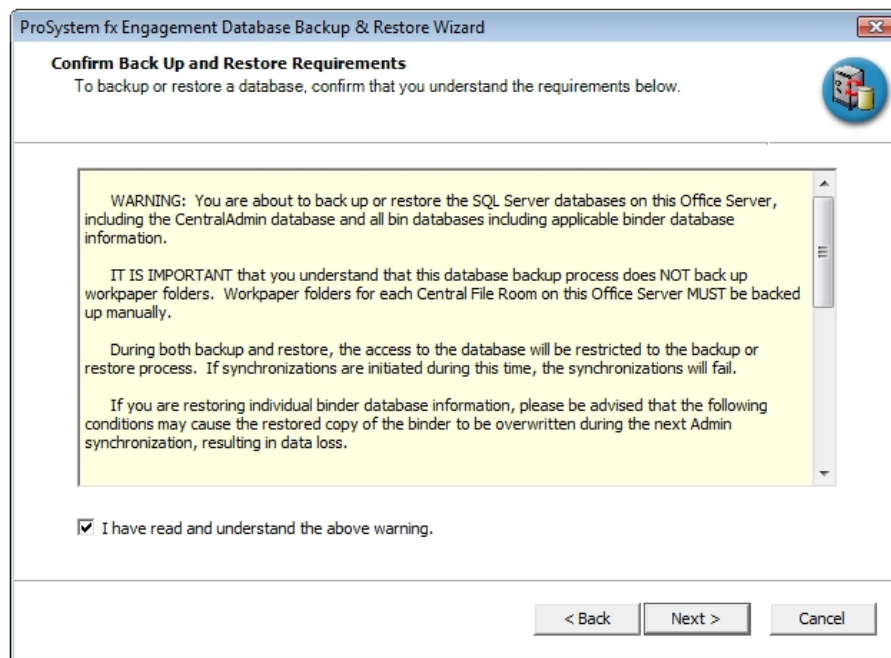 ProSystem fx Engagement Database Backup & Restore Wizard
Confirm Back Up and Restore Requirements
To backup or restore a database, confirm that you understand the requirements below.
WARNING: You are about to back up or restore the SQL Server databases on this Office Server,
including the CentralAdmin database and all bin databases including applicable binder database
information.
IT IS IMPORTANT that you understand that this database backup process does NOT back up
workpaper folders. Workpaper folders for each Central File Room on this Office Server MUST be backed
up manually.
During both backup and restore, the access to the database will be restricted to the backup or
restore process. If synchronizations are initiated during this time, the synchronizations will fail.
If you are restoring individual binder database information, please be advised that the following
conditions may cause the restored copy of the binder to be overwritten during the next Admin
synchronization, resulting in data loss.
I have read and understand the above warning.
< Back
Next >
Cancel